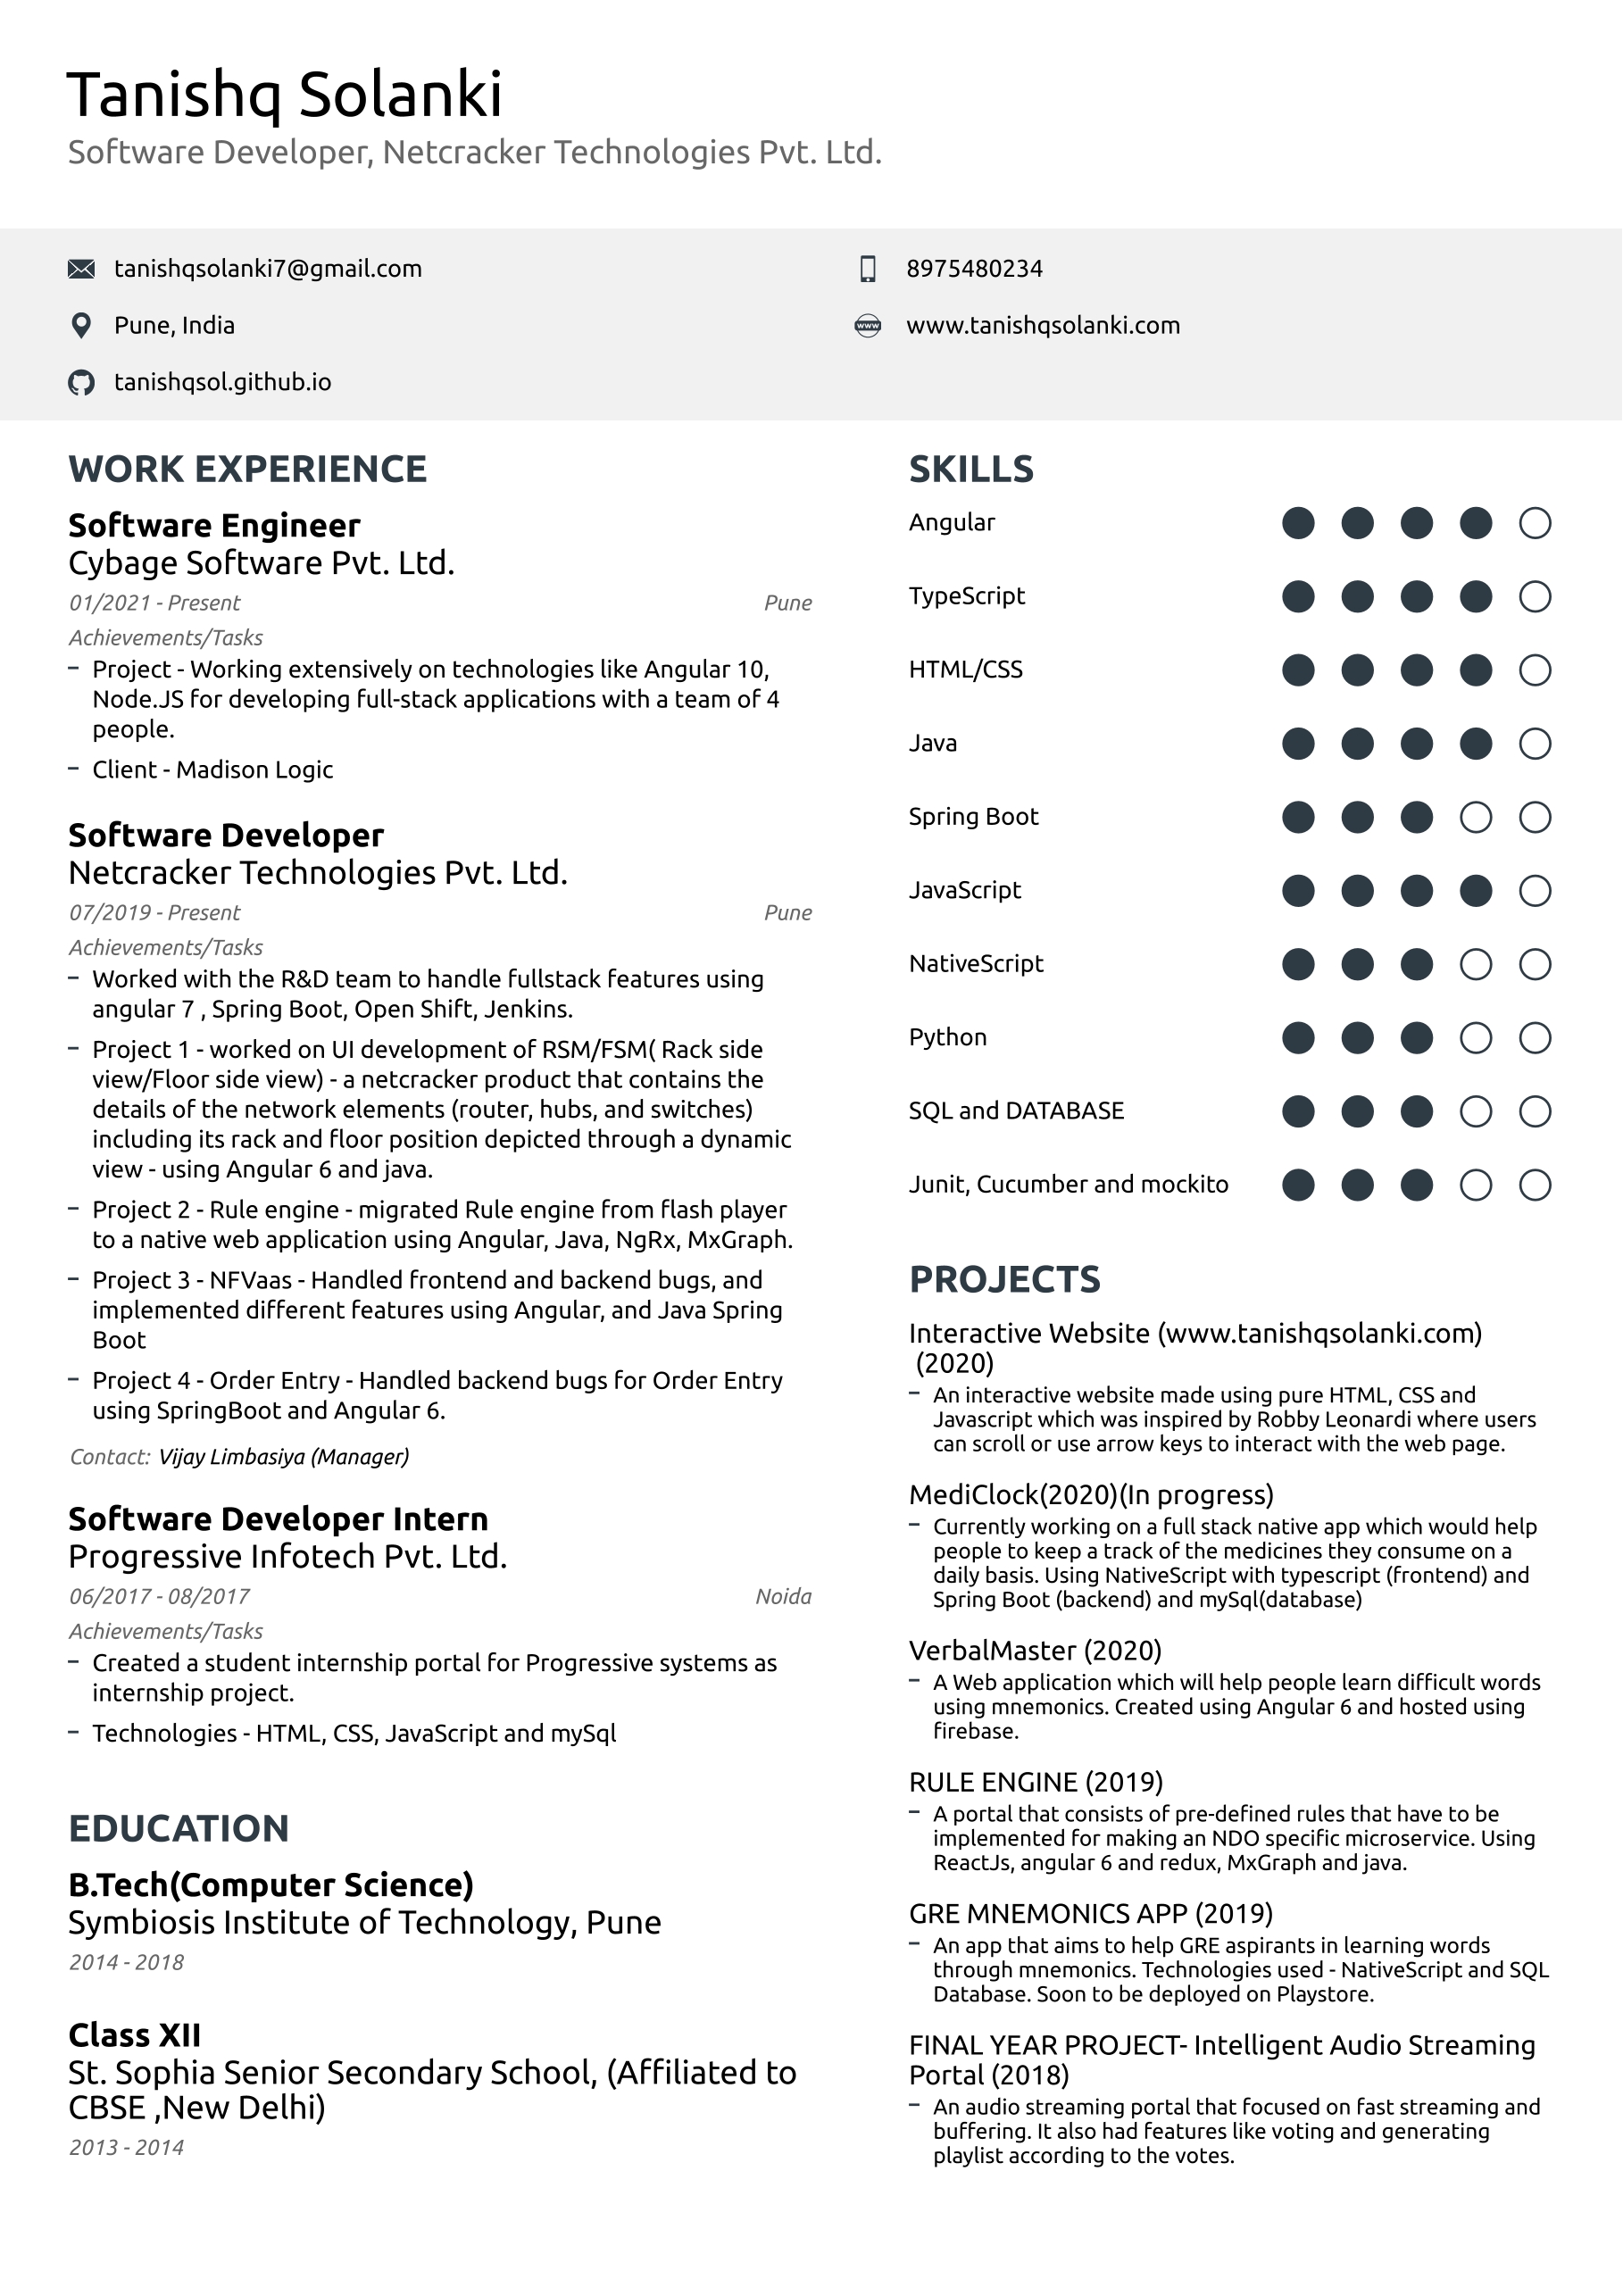 Tanishq Solanki
Software Developer, Netcracker Technologies Pvt. Ltd.
tanishqsolanki7@gmail.com
8975480234
Pune, India
www.tanishqsolanki.com
tanishqsol.github.io
WORK EXPERIENCE
Software Engineer
Cybage Software Pvt. Ltd.
01/2021 - Present
Pune
Achievements/Tasks
– Project - Working extensively on technologies like Angular 10,
Node.JS for developing full-stack applications with a team of 4
people.
– Client - Madison Logic
Software Developer
Netcracker Technologies Pvt. Ltd.
07/2019 - Present
Pune
Achievements/Tasks
– Worked with the R&D team to handle fullstack features using
angular 7 , Spring Boot, Open Shift, Jenkins.
– Project 1 - worked on UI development of RSM/FSM( Rack side
view/Floor side view) - a netcracker product that contains the
details of the network elements (router, hubs, and switches)
including its rack and floor position depicted through a dynamic
view - using Angular 6 and java.
– Project 2 - Rule engine - migrated Rule engine from flash player
to a native web application using Angular, Java, NgRx, MxGraph.
– Project 3 - NFVaas - Handled frontend and backend bugs, and
implemented different features using Angular, and Java Spring
Boot
– Project 4 - Order Entry - Handled backend bugs for Order Entry
using SpringBoot and Angular 6.
Contact: Vijay Limbasiya (Manager)
Software Developer Intern
Progressive Infotech Pvt. Ltd.
06/2017 - 08/2017
Noida
Achievements/Tasks
– Created a student internship portal for Progressive systems as
internship project.
– Technologies - HTML, CSS, JavaScript and mySql
EDUCATION
B.Tech(Computer Science)
Symbiosis Institute of Technology, Pune
2014 - 2018
Class XII
St. Sophia Senior Secondary School, (Affiliated to
CBSE ,New Delhi)
2013 - 2014
SKILLS
Angular
TypeScript
HTML/CSS
Java
Spring Boot
JavaScript
NativeScript
Python
SQL and DATABASE
Junit, Cucumber and mockito
PROJECTS
Interactive Website (www.tanishqsolanki.com)
(2020)
– An interactive website made using pure HTML, CSS and
Javascript which was inspired by Robby Leonardi where users
can scroll or use arrow keys to interact with the web page.
MediClock(2020)(In progress)
– Currently working on a full stack native app which would help
people to keep a track of the medicines they consume on a
daily basis. Using NativeScript with typescript (frontend) and
Spring Boot (backend) and mySql(database)
VerbalMaster (2020)
– A Web application which will help people learn difficult words
using mnemonics. Created using Angular 6 and hosted using
firebase.
RULE ENGINE (2019)
– A portal that consists of pre-defined rules that have to be
implemented for making an NDO specific microservice. Using
ReactJs, angular 6 and redux, MxGraph and java.
GRE MNEMONICS APP (2019)
– An app that aims to help GRE aspirants in learning words
through mnemonics. Technologies used - NativeScript and SQL
Database. Soon to be deployed on Playstore.
FINAL YEAR PROJECT- Intelligent Audio Streaming
Portal (2018)
– An audio streaming portal that focused on fast streaming and
buffering. It also had features like voting and generating
playlist according to the votes.